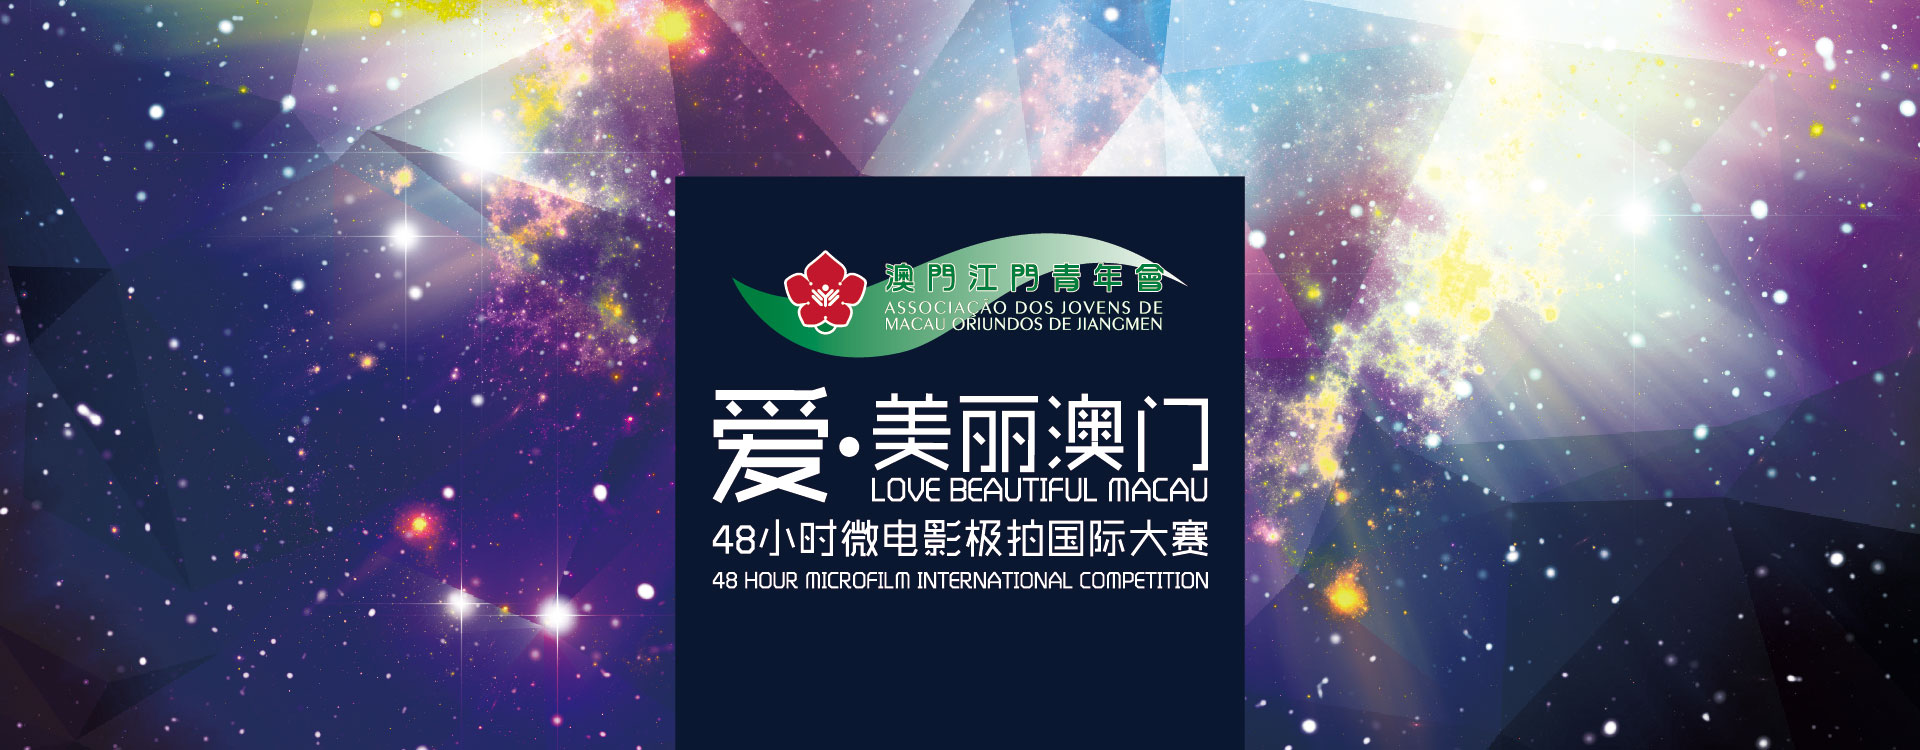 澳門江門青年會
ASSOCIAÇÃO DOS JOVENS DE
MACAU ORIUNDOS DE JIANGMEN
爱·美丽澳门
LOVE BEAUTIFUL MACAU
48小时微电影极拍国际大赛
48 HOUR MICROFILM INTERNATIONAL COMPETITION